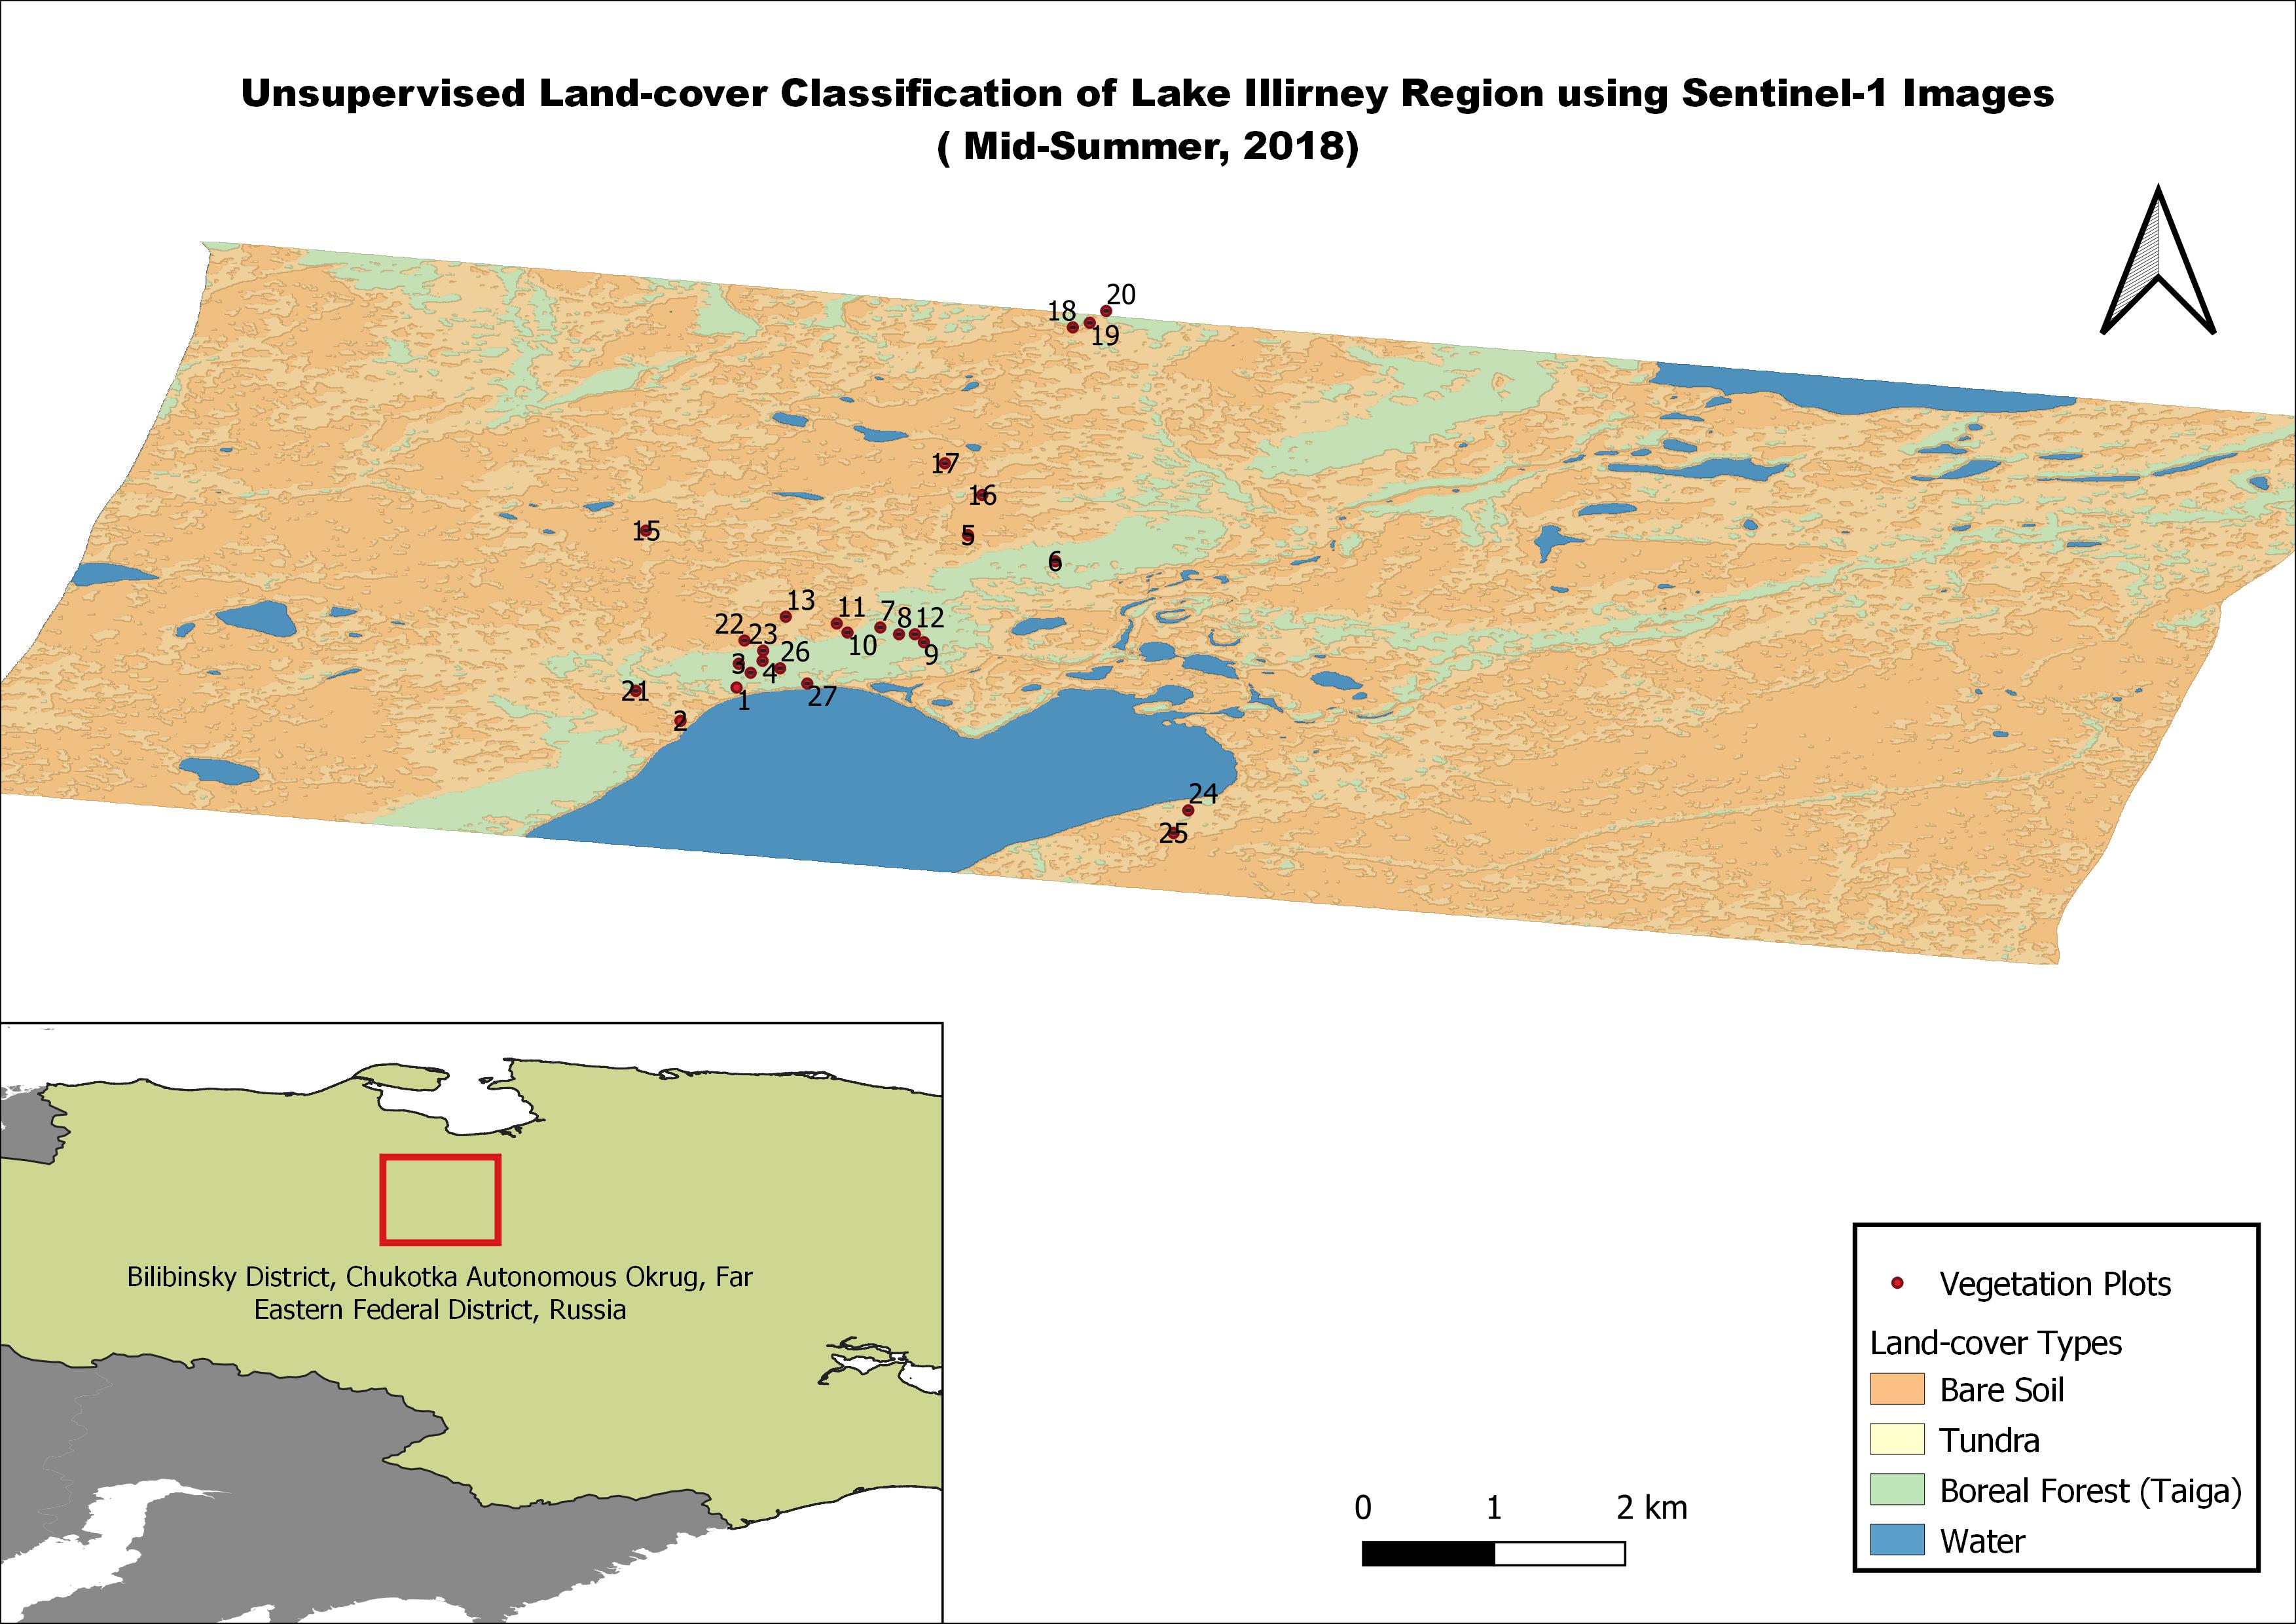 Unsupervised Land-cover Classification of Lake Illirney Region using Sentinel-1 Images
( Mid-Summer, 2018)
20
18
19
17
16
15
5
6
13
11
7
8
12
22
23
10
9
3
26
4
21
1
27
2
24
25
Bilibinsky District, Chukotka Autonomous Okrug, Far
Eastern Federal District, Russia
Vegetation Plots
Land-cover Types
Bare Soil
Tundra
Boreal Forest (Taiga)
Water
0 1 2 km